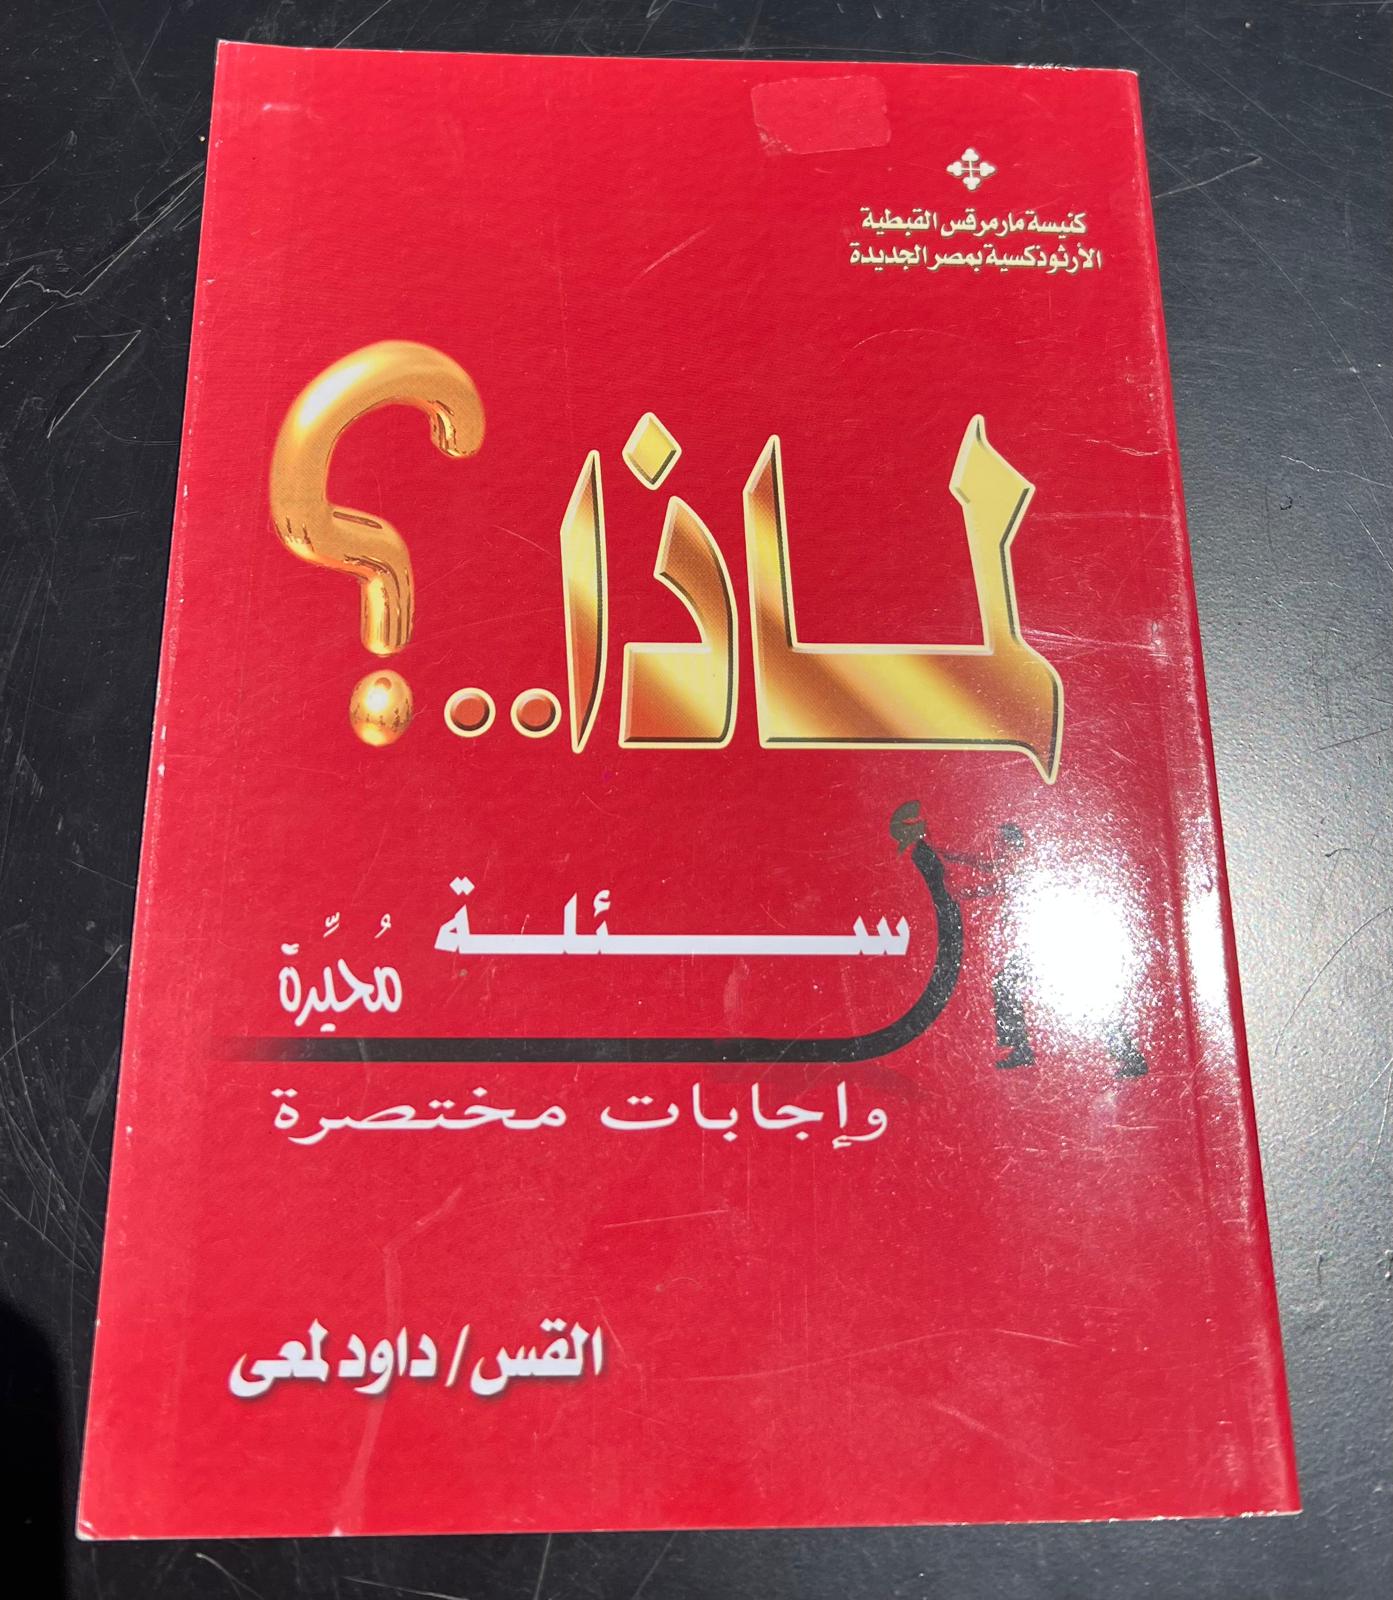 كنيسة مارمرقس القبطية
الأرثوذكسية بمصر الجديدة
لماذا..؟
أسئلة
مُحيِّرة
وإجابات مختصرة
القس/داود لمعى